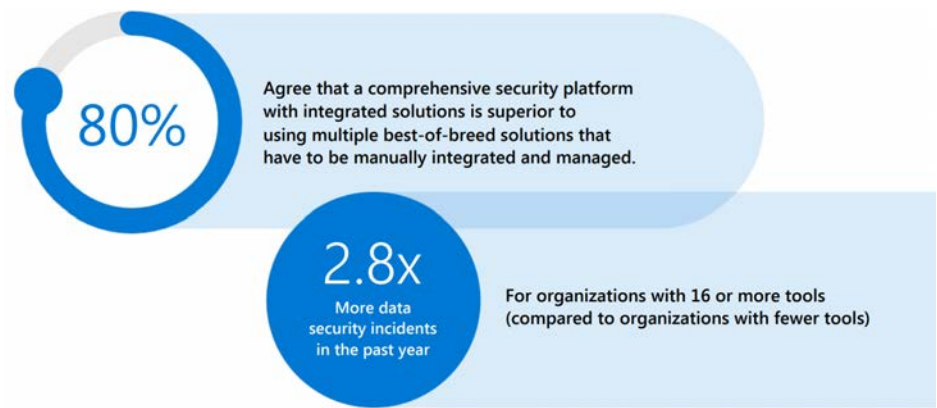 80%
Agree that a comprehensive security platform
with integrated solutions is superior to
using multiple best-of-breed solutions that
have to be manually integrated and managed.
2.8x
More data
security incidents
in the past year
For organizations with 16 or more tools
(compared to organizations with fewer tools)